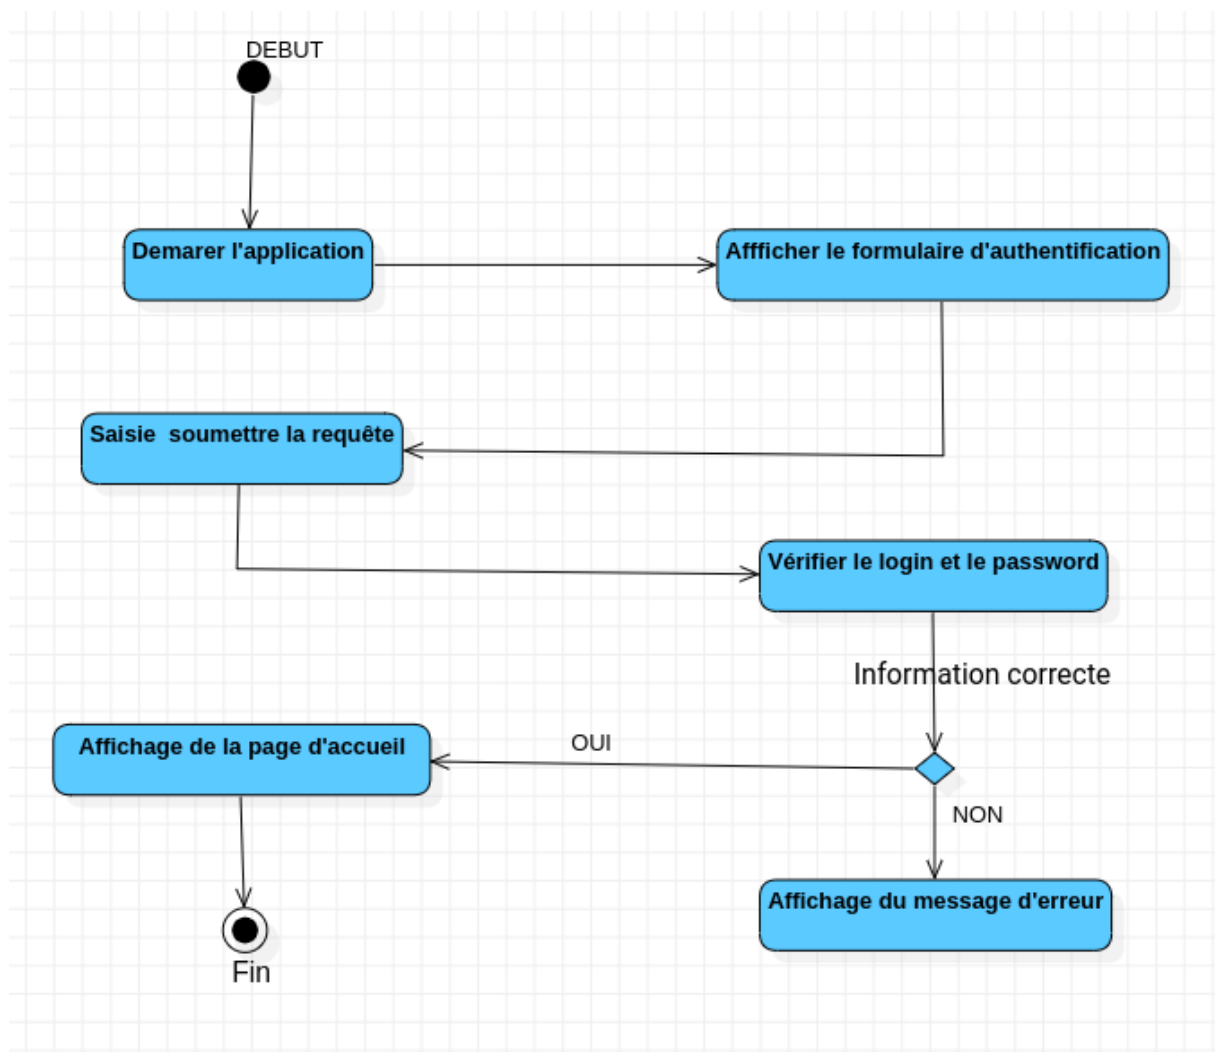 DEBUT
Demarer l'application
Affficher le formulaire d'authentification
Saisie  soumettre la requête
Vérifier le login et le password
Information correcte
OUI
Affichage de la page d'accueil
NON
Affichage du message d'erreur
Fin